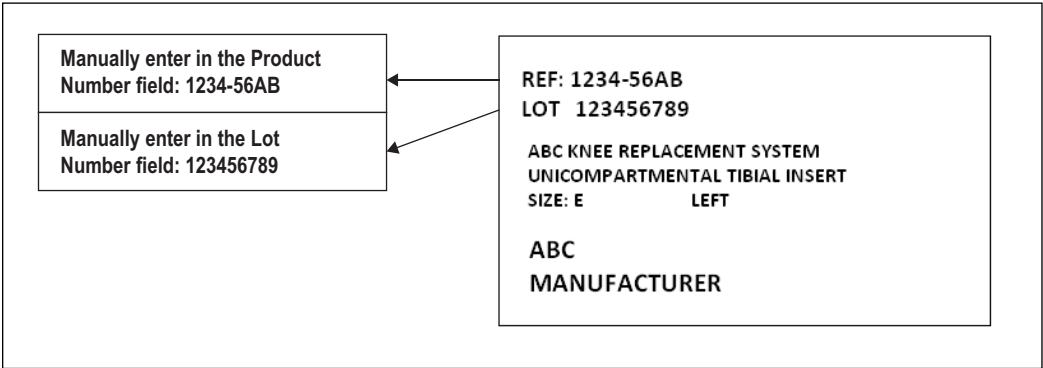 Manually enter in the Product
Number field: 1234-56AB
Manually enter in the Lot
Number field: 123456789
REF: 1234-56AB
LOT 123456789
ABC KNEE REPLACEMENT SYSTEM
UNICOMPARTMENTAL TIBIAL INSERT
SIZE: E LEFT
ABC
MANUFACTURER